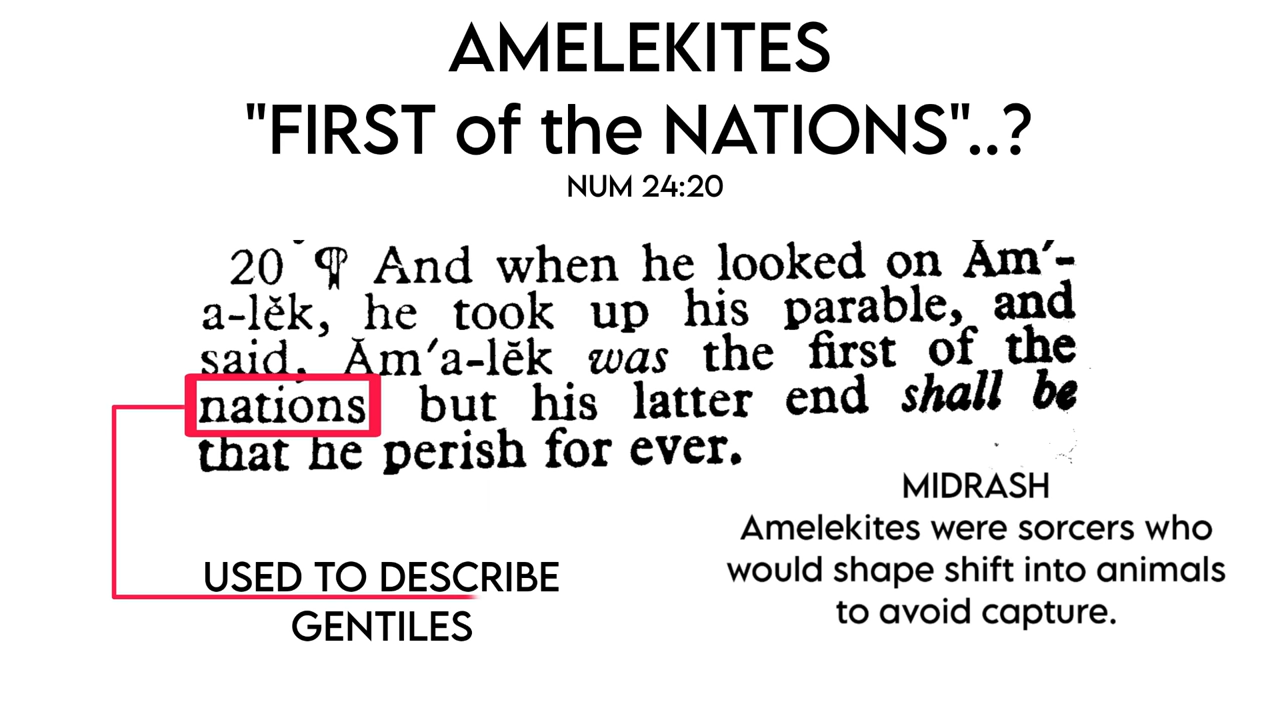 AMELEKITES
"FIRST of the NATIONS"..?
NUM 24:20
20 ¶ And when he looked on Ăm´-
a-lĕk, he took up his parable, and
said, Ăm´a-lĕk was the first of the
nations but his latter end shall be
that he perish for ever.
MIDRASH
Amelekites were sorcers who
would shape shift into animals
to avoid capture.
USED TO DESCRIBE
GENTILES